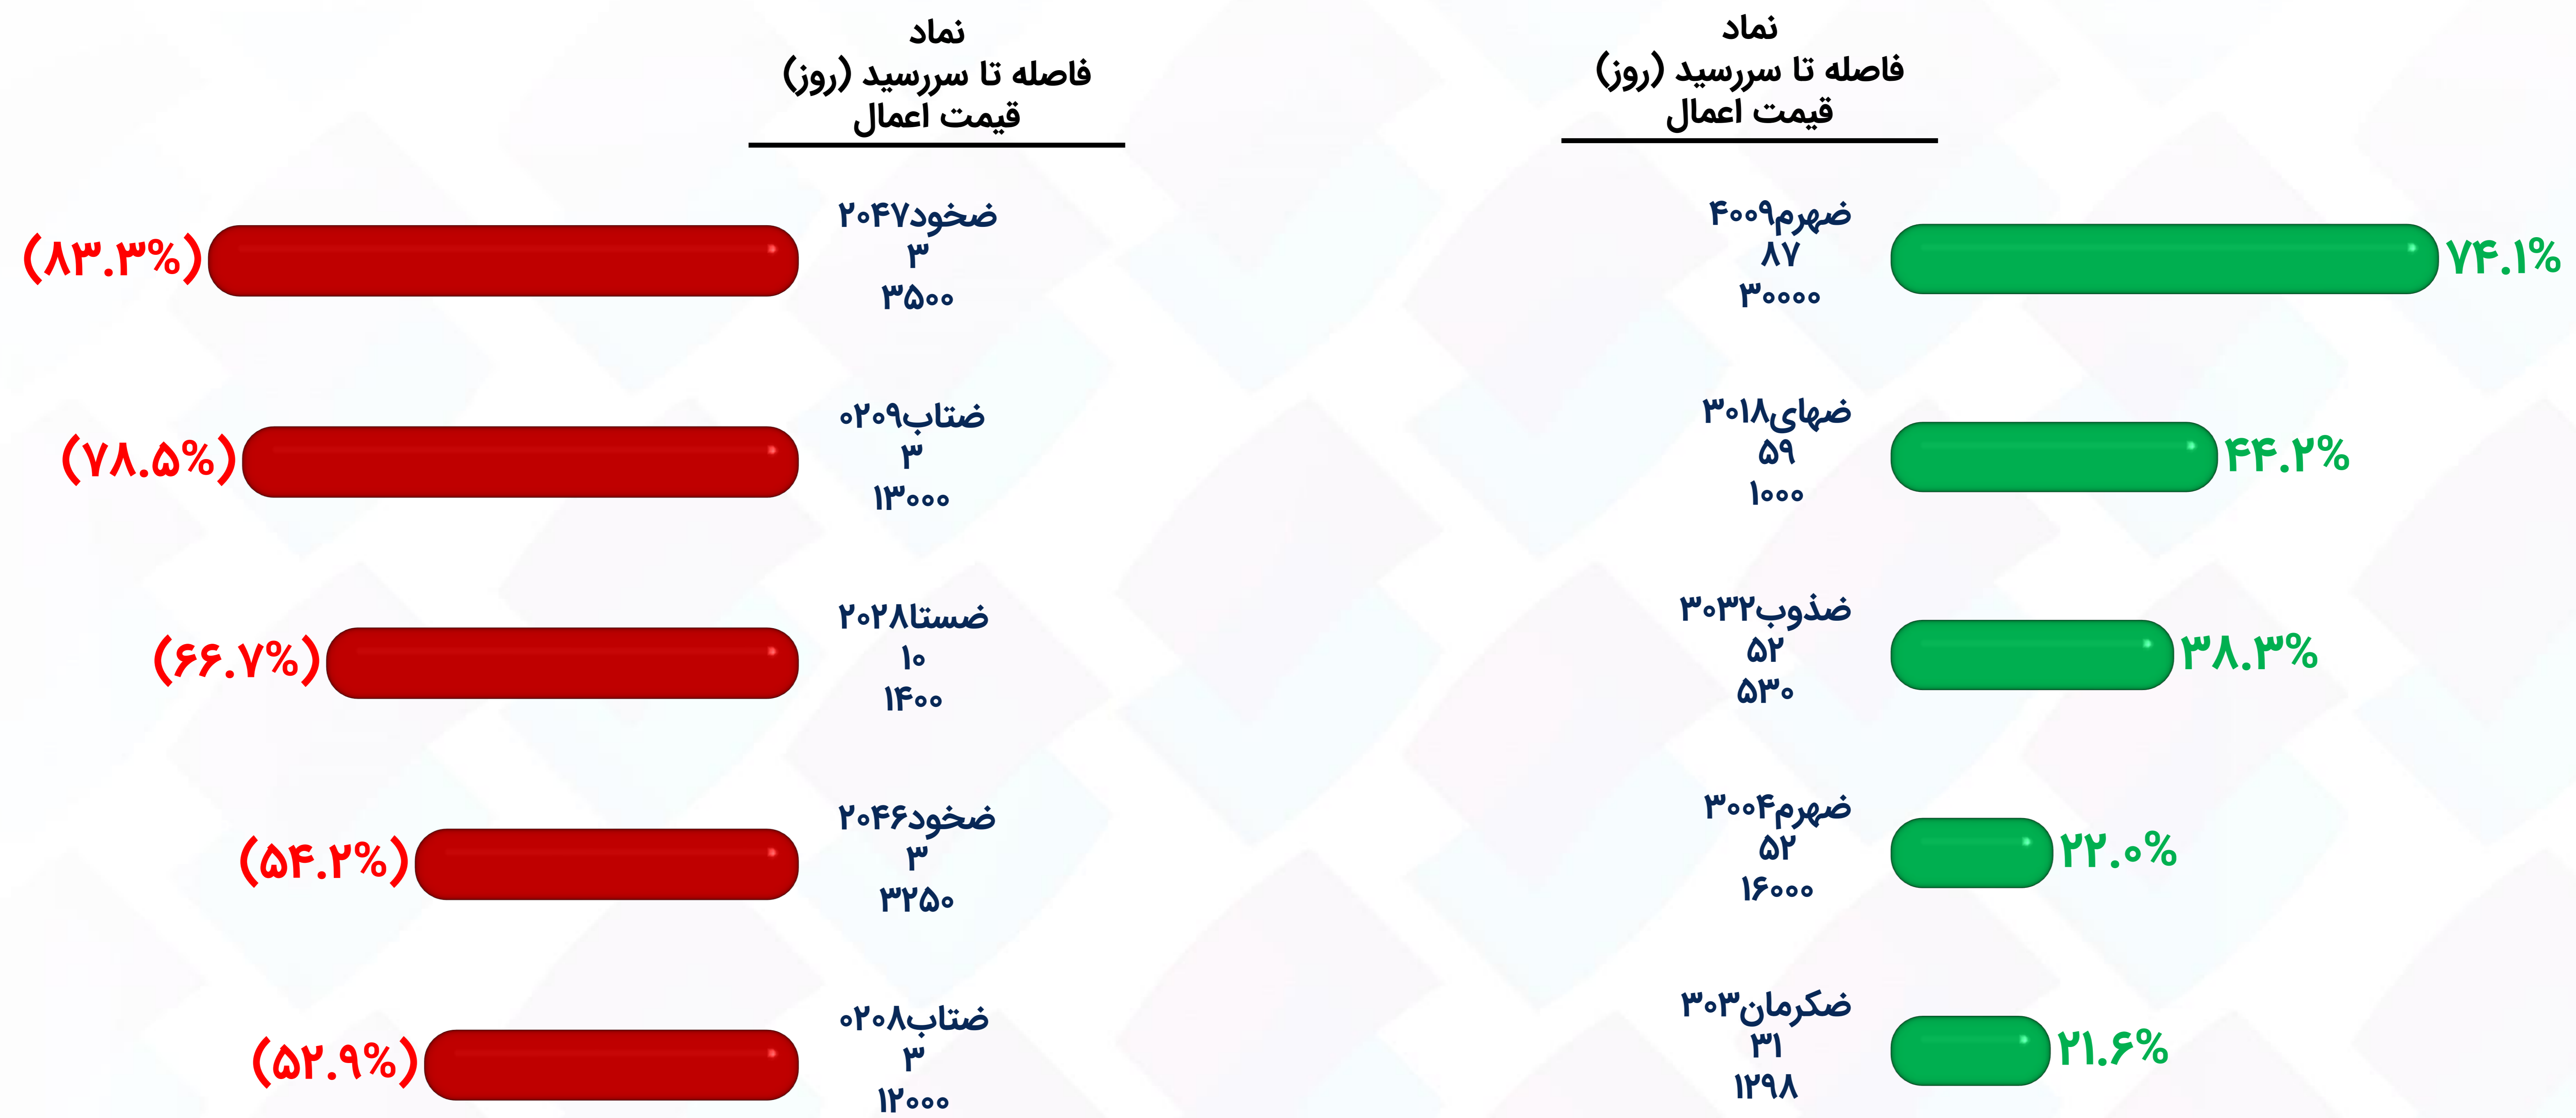 نماد
فاصله تا سررسید (روز)
قیمت اعمال
ضهرم۴۰۰۹
۸۷
۳۰۰۰۰
۷۴.۱%
ضهای۳۰۱۸
۵۹
۱۰۰۰
۴۴.۲%
ضذوب۳۰۳۲
۵۲
۵۳۰
۳۸.۳%
ضهرم۳۰۰۴
۵۲
۱۶۰۰۰
۲۲.۰%
ضکرمان۳۰۳
۳۱
۱۲۹۸
۲۱.۶%
نماد
فاصله تا سررسید (روز)
قیمت اعمال
ضخود۲۰۴۷
۳
۳۵۰۰
(۸۳.۳%)
ضتاب۰۲۰۹
۳
۱۳۰۰۰
(۷۸.۵%)
ضستا۲۰۲۸
۱۰
۱۴۰۰
(۶۶.۷%)
ضخود۲۰۴۶
۳
۳۲۵۰
(۵۴.۲%)
ضتاب۰۲۰۸
۳
۱۲۰۰۰
(۵۲.۹%)